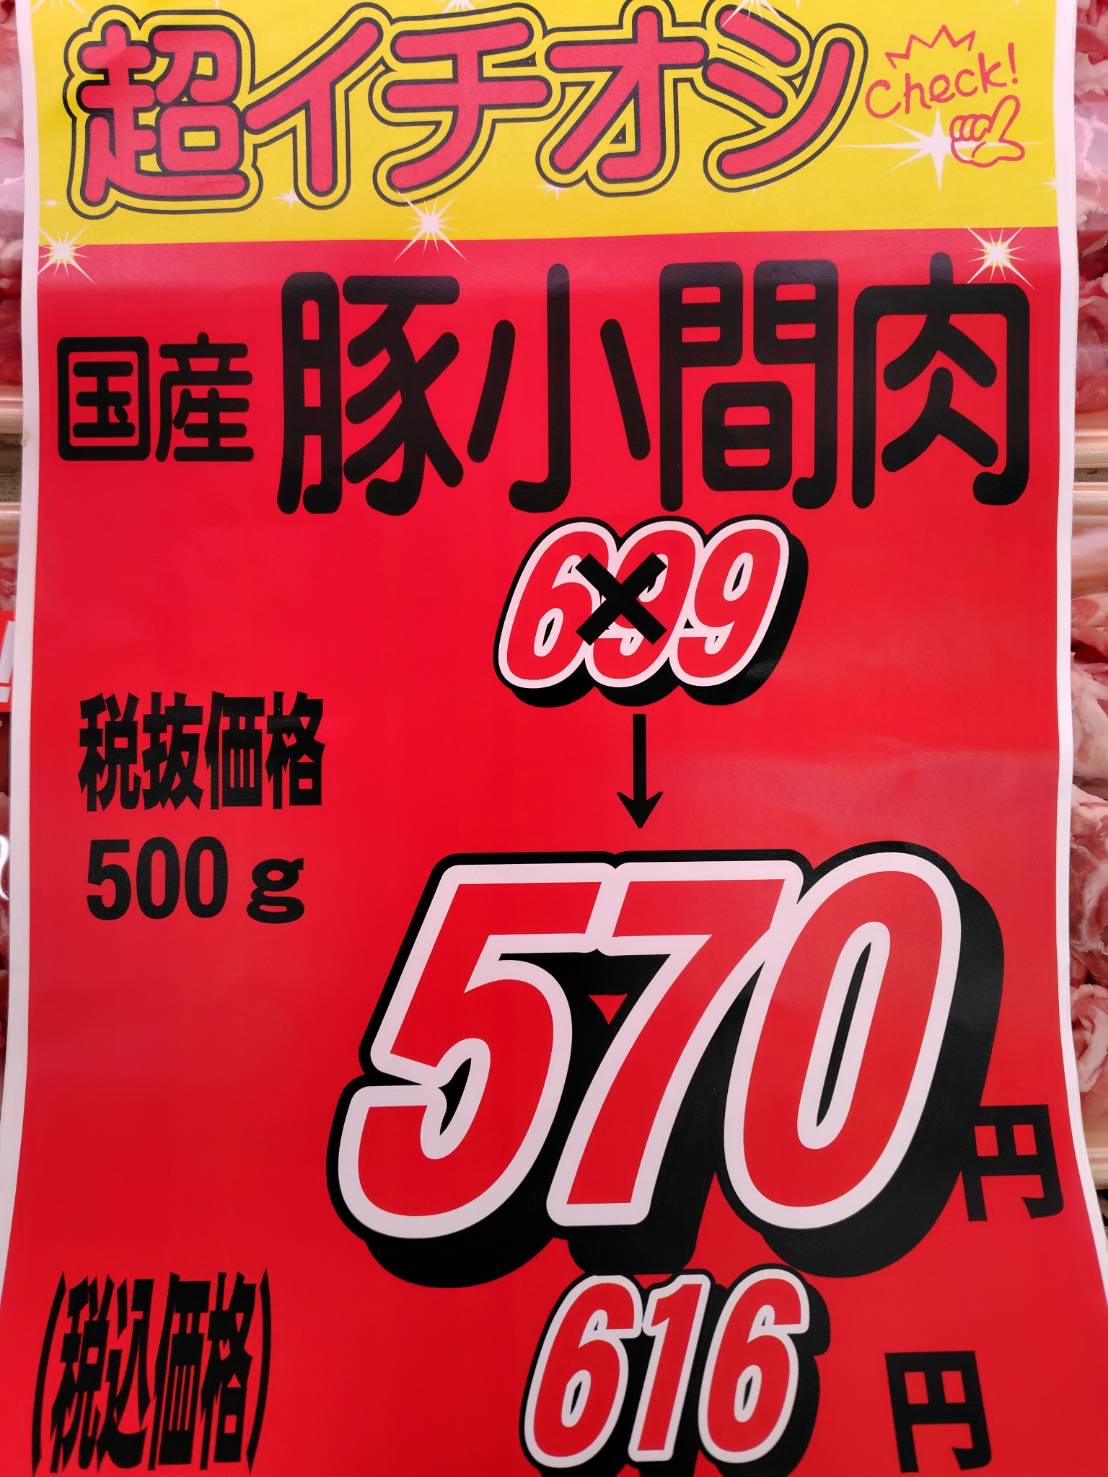 超イチオシ
Check!
国産 豚小間肉
699
↓
税抜価格
500g
570円
(税込価格) 616円